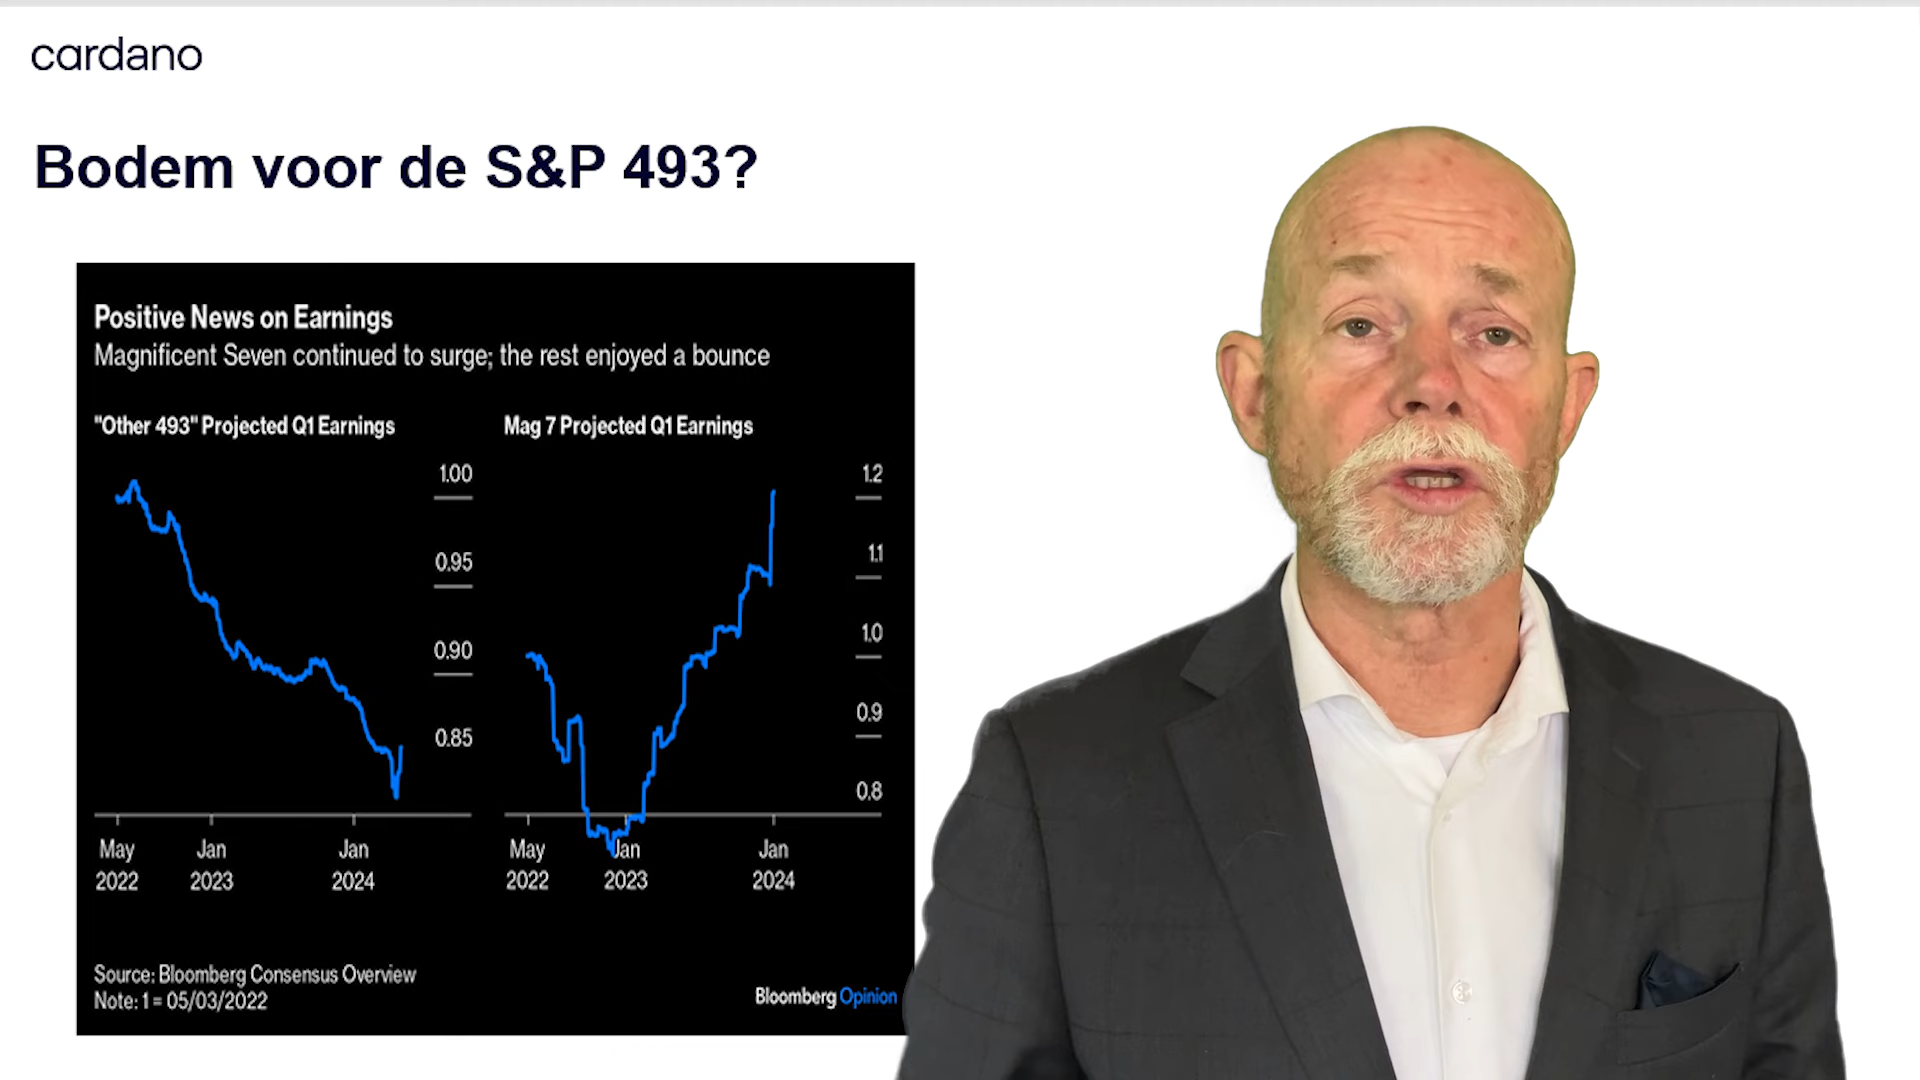 cardano
Bodem voor de S&P 493?
Positive News on Earnings
Magnificent Seven continued to surge; the rest enjoyed a bounce
"Other 493" Projected Q1 Earnings
1.00
0.95
0.90
0.85
May Jan Jan
2022 2023 2024
Mag 7 Projected Q1 Earnings
1.2
1.1
1.0
0.9
0.8
May Jan Jan
2022 2023 2024
Source: Bloomberg Consensus Overview
Note: 1 = 05/03/2022
Bloomberg Opinion